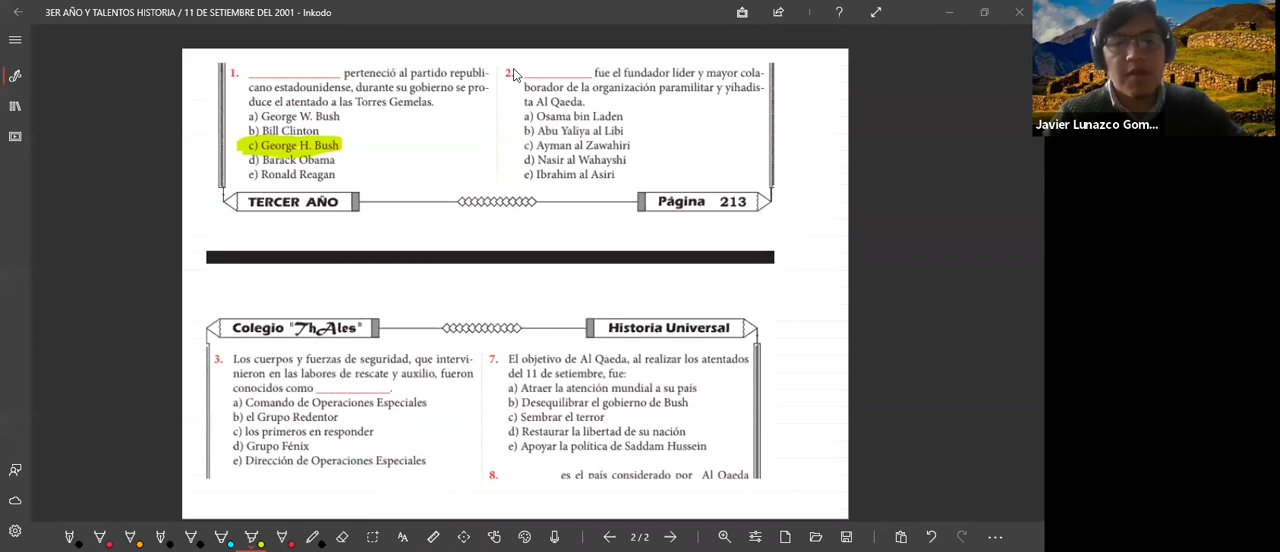 3ER AÑO Y TALENTOS HISTORIA / 11 DE SETIEMBRE DEL 2001 - Inkodo
Javier Lunazco Gom...
1. ____________ perteneció al partido republi-
cano estadounidense, durante su gobierno se pro-
duce el atentado a las Torres Gemelas.
a) George W. Bush
b) Bill Clinton
c) George H. Bush
d) Barack Obama
e) Ronald Reagan
2. ____________ fue el fundador líder y mayor cola-
borador de la organización paramilitar y yihadis-
ta Al Qaeda.
a) Osama bin Laden
b) Abu Yaliya al Libi
c) Ayman al Zawahiri
d) Nasir al Wahayshi
e) Ibrahim al Asiri
TERCER AÑO
Página 213
Colegio "ThAles"
Historia Universal
3. Los cuerpos y fuerzas de seguridad, que intervi-
nieron en las labores de rescate y auxilio, fueron
conocidos como ____________.
a) Comando de Operaciones Especiales
b) el Grupo Redentor
c) los primeros en responder
d) Grupo Fénix
e) Dirección de Operaciones Especiales
7. El objetivo de Al Qaeda, al realizar los atentados
del 11 de setiembre, fue:
a) Atraer la atención mundial a su país
b) Desequilibrar el gobierno de Bush
c) Sembrar el terror
d) Restaurar la libertad de su nación
e) Apoyar la política de Saddam Hussein
8. es el país considerado por Al Qaeda
2/2